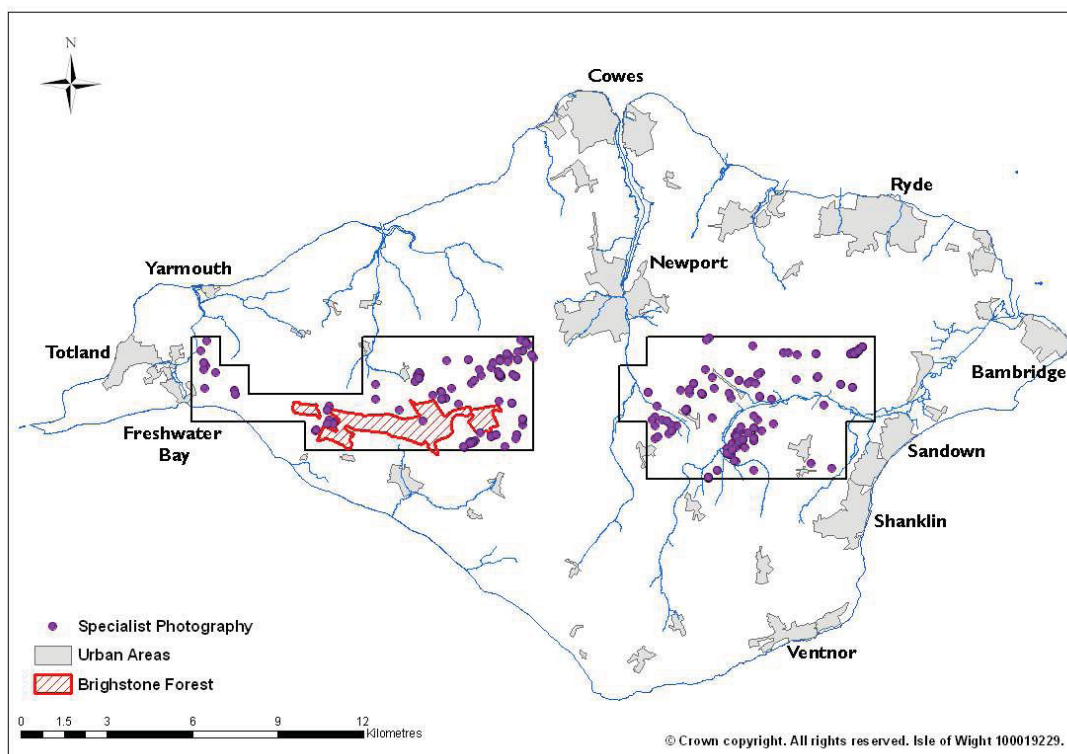 N
Cowes
Ryde
Newport
Yarmouth
Totland
Bambridge
Freshwater
Bay
Sandown
Shanklin
Ventnor
Specialist Photography
Urban Areas
Brighstone Forest
0 1.5 3 6 9 12
Kilometres
© Crown copyright. All rights reserved. Isle of Wight 100019229.